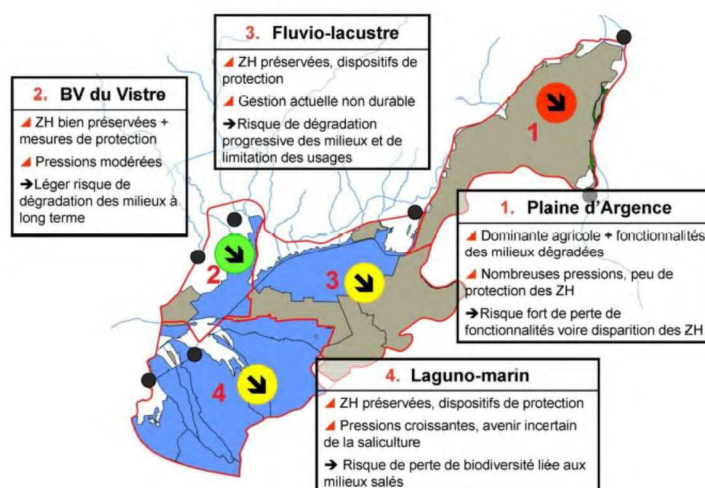 3. Fluvio-lacustre
ZH préservées, dispositifs de
protection
Gestion actuelle non durable
➔Risque de dégradation
progressive des milieux et de
limitation des usages
2. BV du Vistre
ZH bien préservées +
mesures de protection
Pressions modérées
➔Léger risque de
dégradation des milieux à
long terme
1
1. Plaine d'Argence
Dominante agricole + fonctionnalités
des milieux dégradées
Nombreuses pressions, peu de
protection des ZH
➔Risque fort de perte de
fonctionnalités voire disparition des ZH
2
3
4
4. Laguno-marin
ZH préservées, dispositifs de protection
Pressions croissantes, avenir incertain
de la saliculture
➔ Risque de perte de biodiversité liée aux
milieux salés